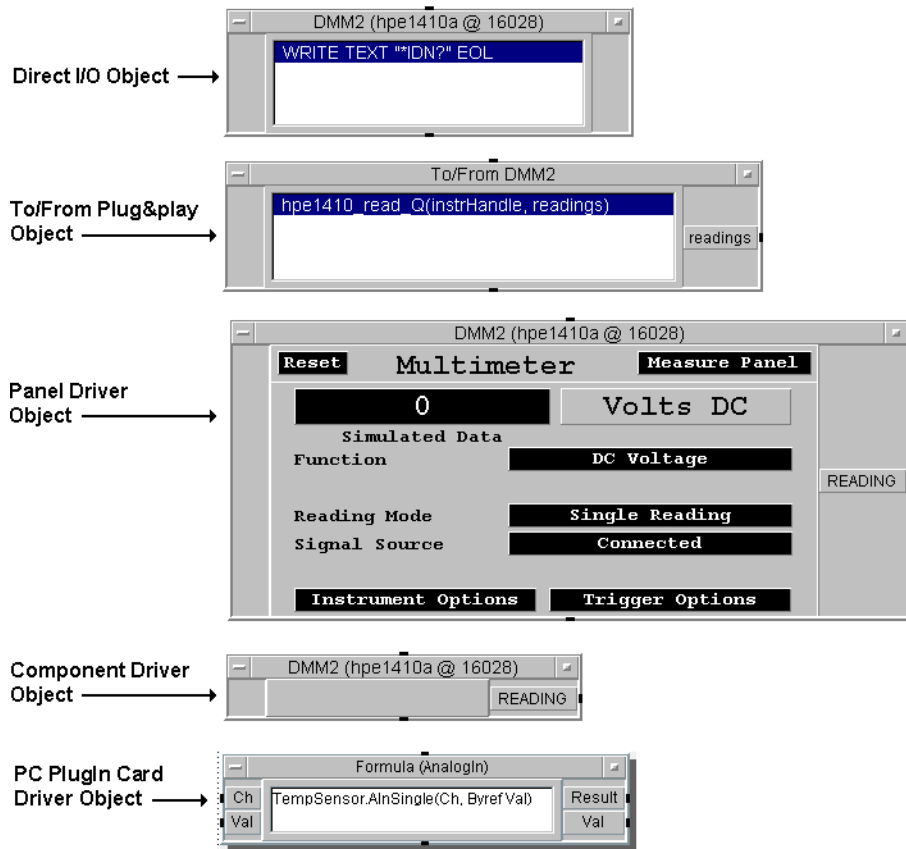 DMM2 (hpe1410a @ 16028)
WRITE TEXT "*IDN?" EOL
Direct I/O Object
To/From DMM2
hpe1410_read_Q(instrHandle, readings)
To/From Plug&play
Object
readings
DMM2 (hpe1410a @ 16028)
Reset Multimeter Measure Panel
0 Volts DC
Simulated Data
Panel Driver
Object
Function DC Voltage
READING
Reading Mode Single Reading
Signal Source Connected
Instrument Options Trigger Options
Component Driver
Object
DMM2 (hpe1410a @ 16028)
READING
PC PlugIn Card
Driver Object
Formula (AnalogIn)
Ch TempSensor.AInSingle(Ch, Byref Val) Result
Val Val